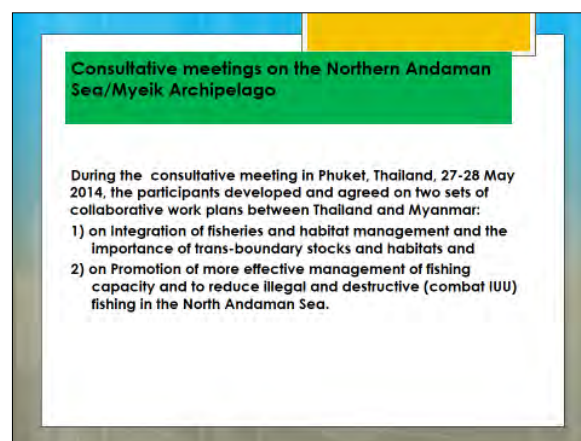 Consultative meetings on the Northern Andaman
Sea/Myeik Archipelago
During the consultative meeting in Phuket, Thailand, 27-28 May
2014, the participants developed and agreed on two sets of
collaborative work plans between Thailand and Myanmar:
1) on Integration of fisheries and habitat management and the
importance of trans-boundary stocks and habitats and
2) on Promotion of more effective management of fishing
capacity and to reduce illegal and destructive (combat IUU)
fishing in the North Andaman Sea.